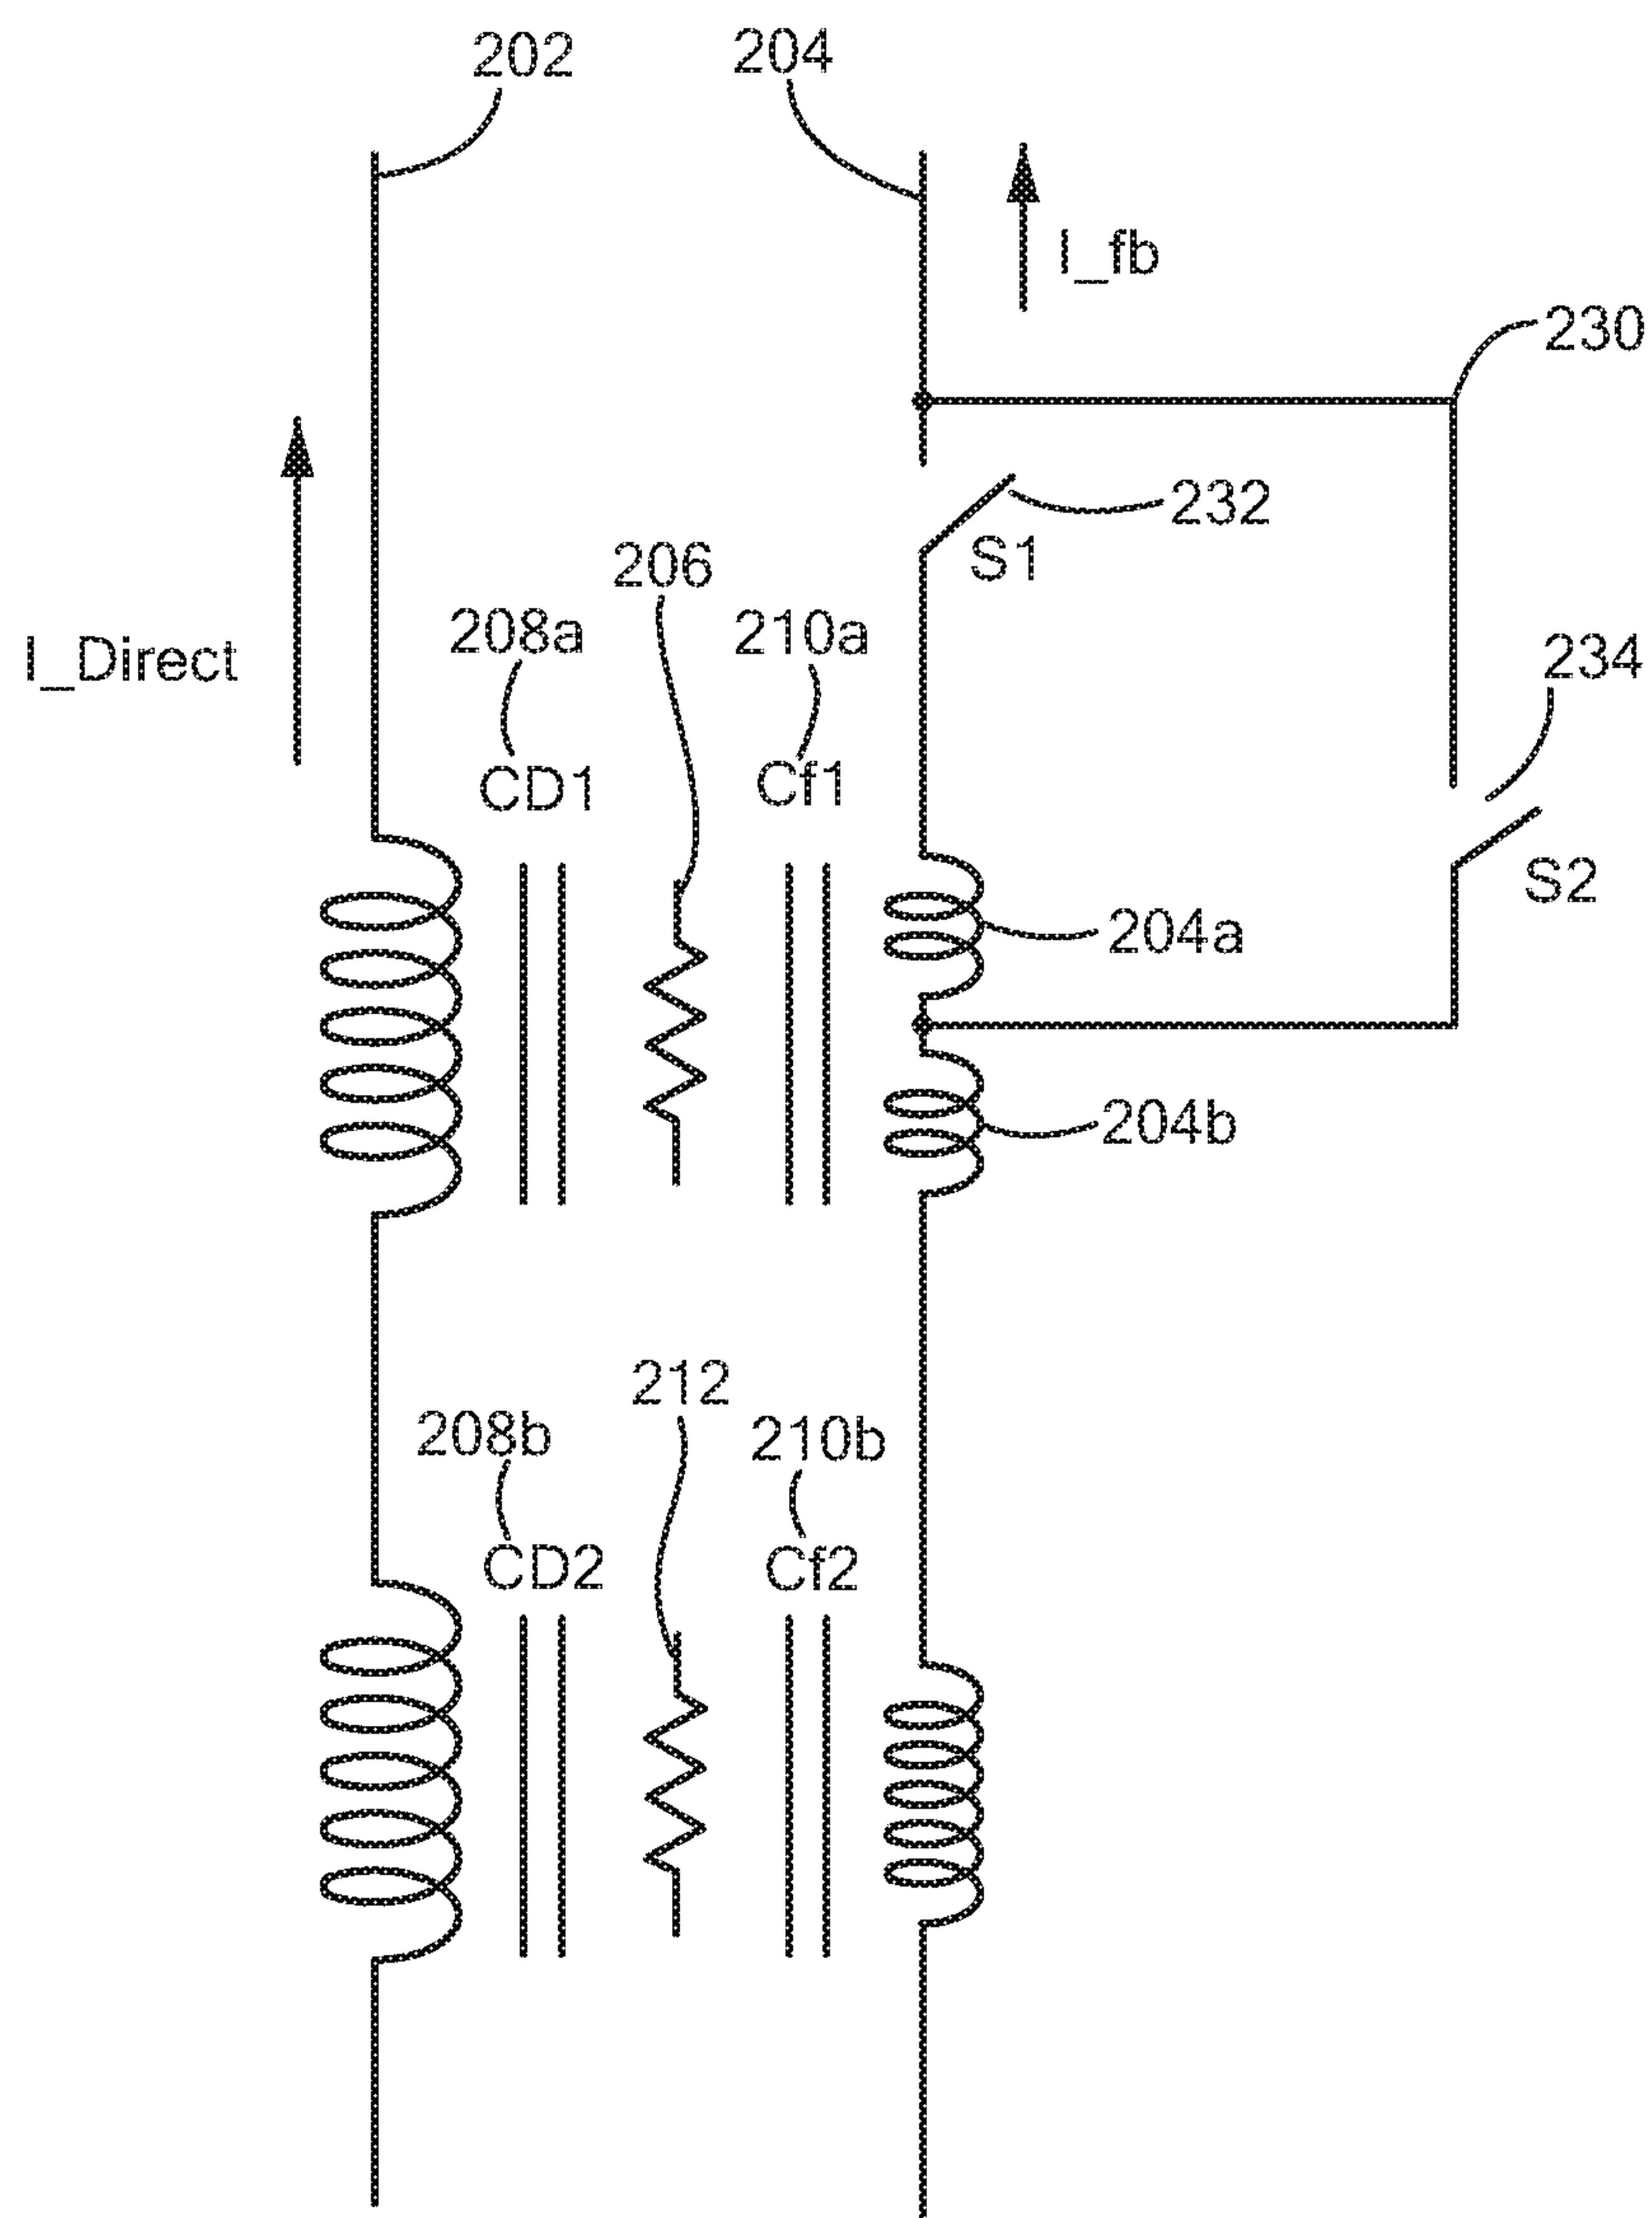 202
204
I_fb
230
232
S1
206
208a
210a
I_Direct
234
CD1
Cf1
S2
204a
204b
212
208b
210b
CD2
Cf2